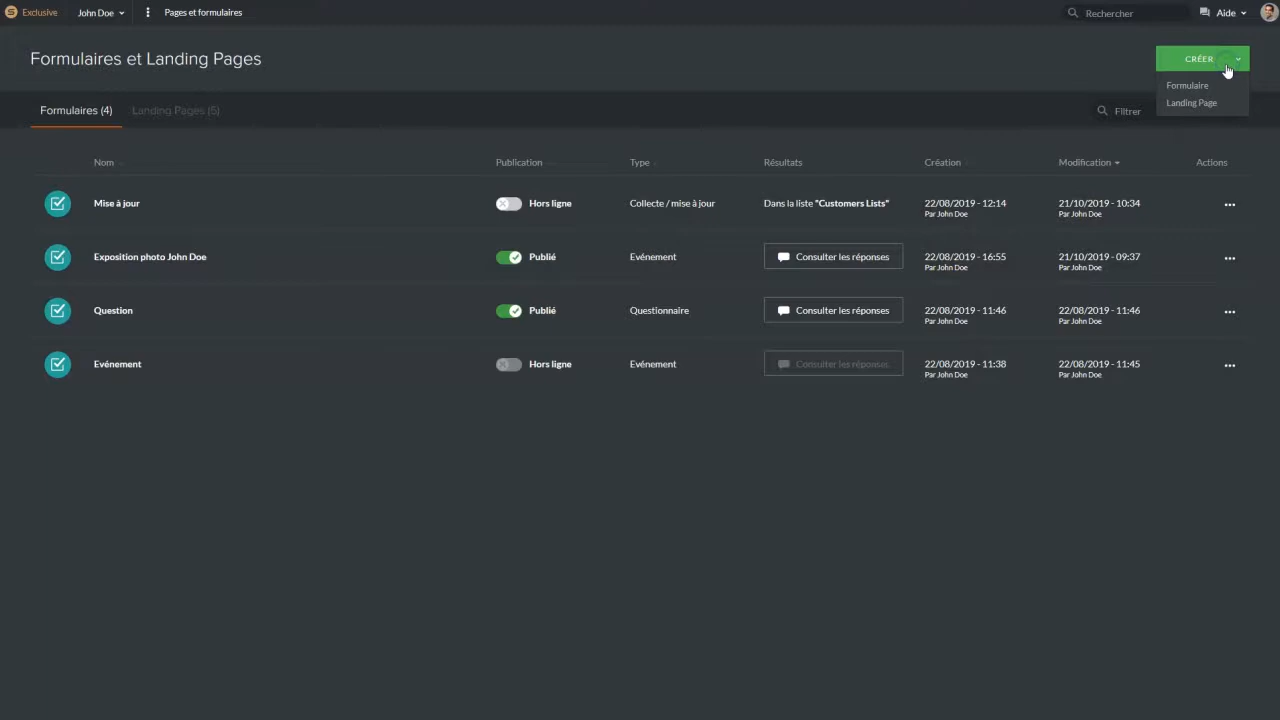 Exclusive John Doe Pages et formulaires Rechercher Aide
Formulaires et Landing Pages
CRÉER
Formulaire
Landing Page
Formulaires (4) Landing Pages (5) Filtrer
Nom Publication Type Résultats Création Modification Actions
Mise à jour Hors ligne Collecte / mise à jour Dans la liste "Customers Lists" 22/08/2019 - 12:14 21/10/2019 - 10:34
Par John Doe Par John Doe
Exposition photo John Doe Publié Evénement Consulter les réponses 22/08/2019 - 16:55 21/10/2019 - 09:37
Par John Doe Par John Doe
Question Publié Questionnaire Consulter les réponses 22/08/2019 - 11:46 22/08/2019 - 11:46
Par John Doe Par John Doe
Evénement Hors ligne Evénement Consulter les réponses 22/08/2019 - 11:38 22/08/2019 - 11:45
Par John Doe Par John Doe